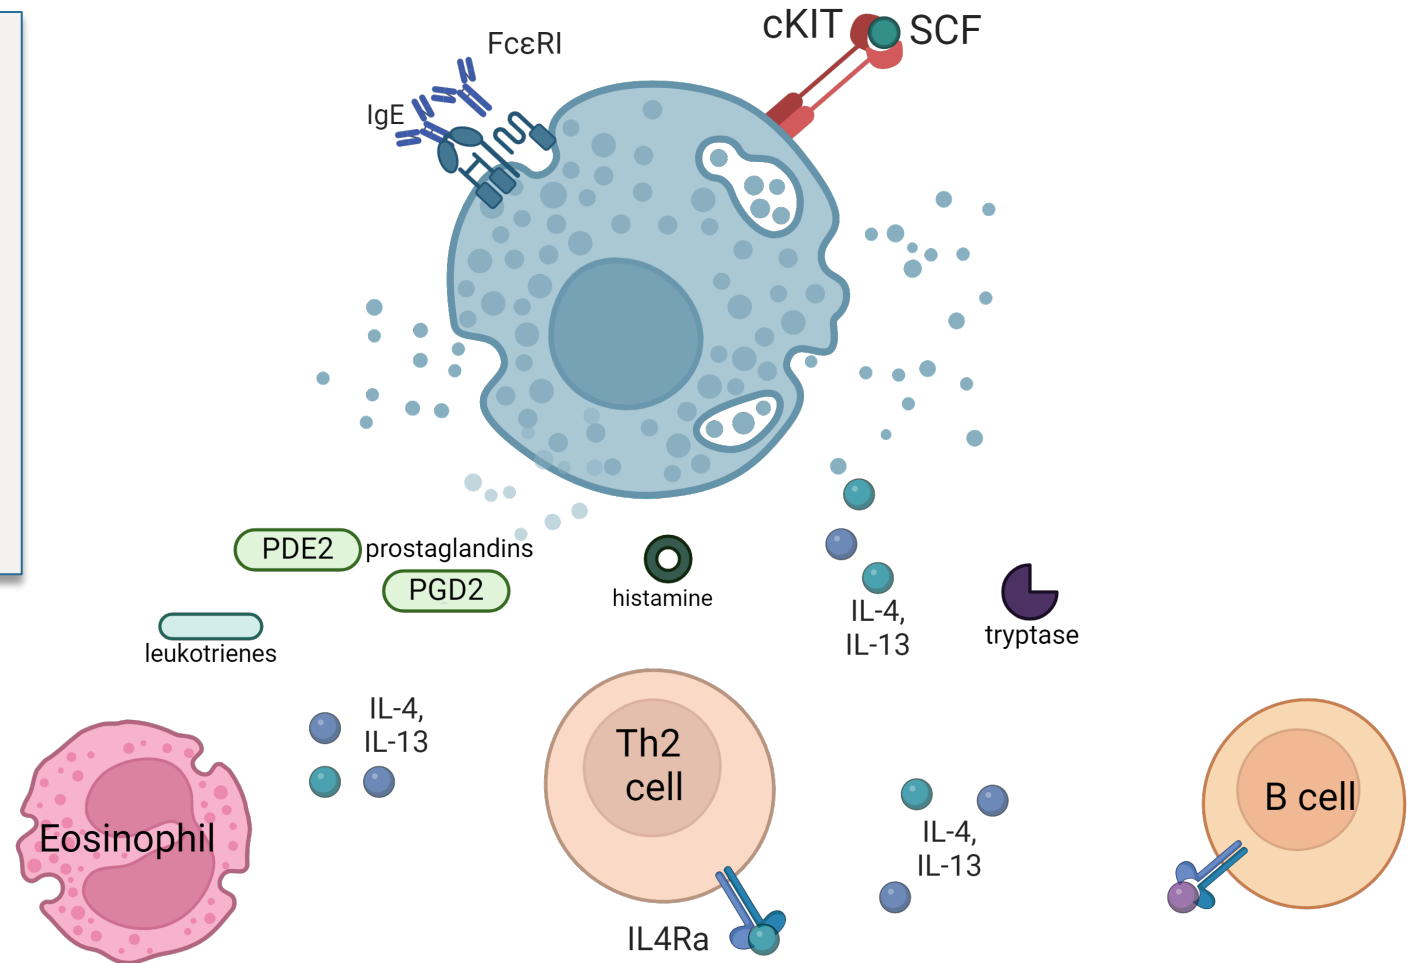 cKIT
SCF
FcεRI
IgE
PDE2
prostaglandins
PGD2
histamine
leukotrienes
IL-4,
IL-13
tryptase
IL-4,
IL-13
Th2
cell
Eosinophil
IL-4,
IL-13
B cell
IL4Ra